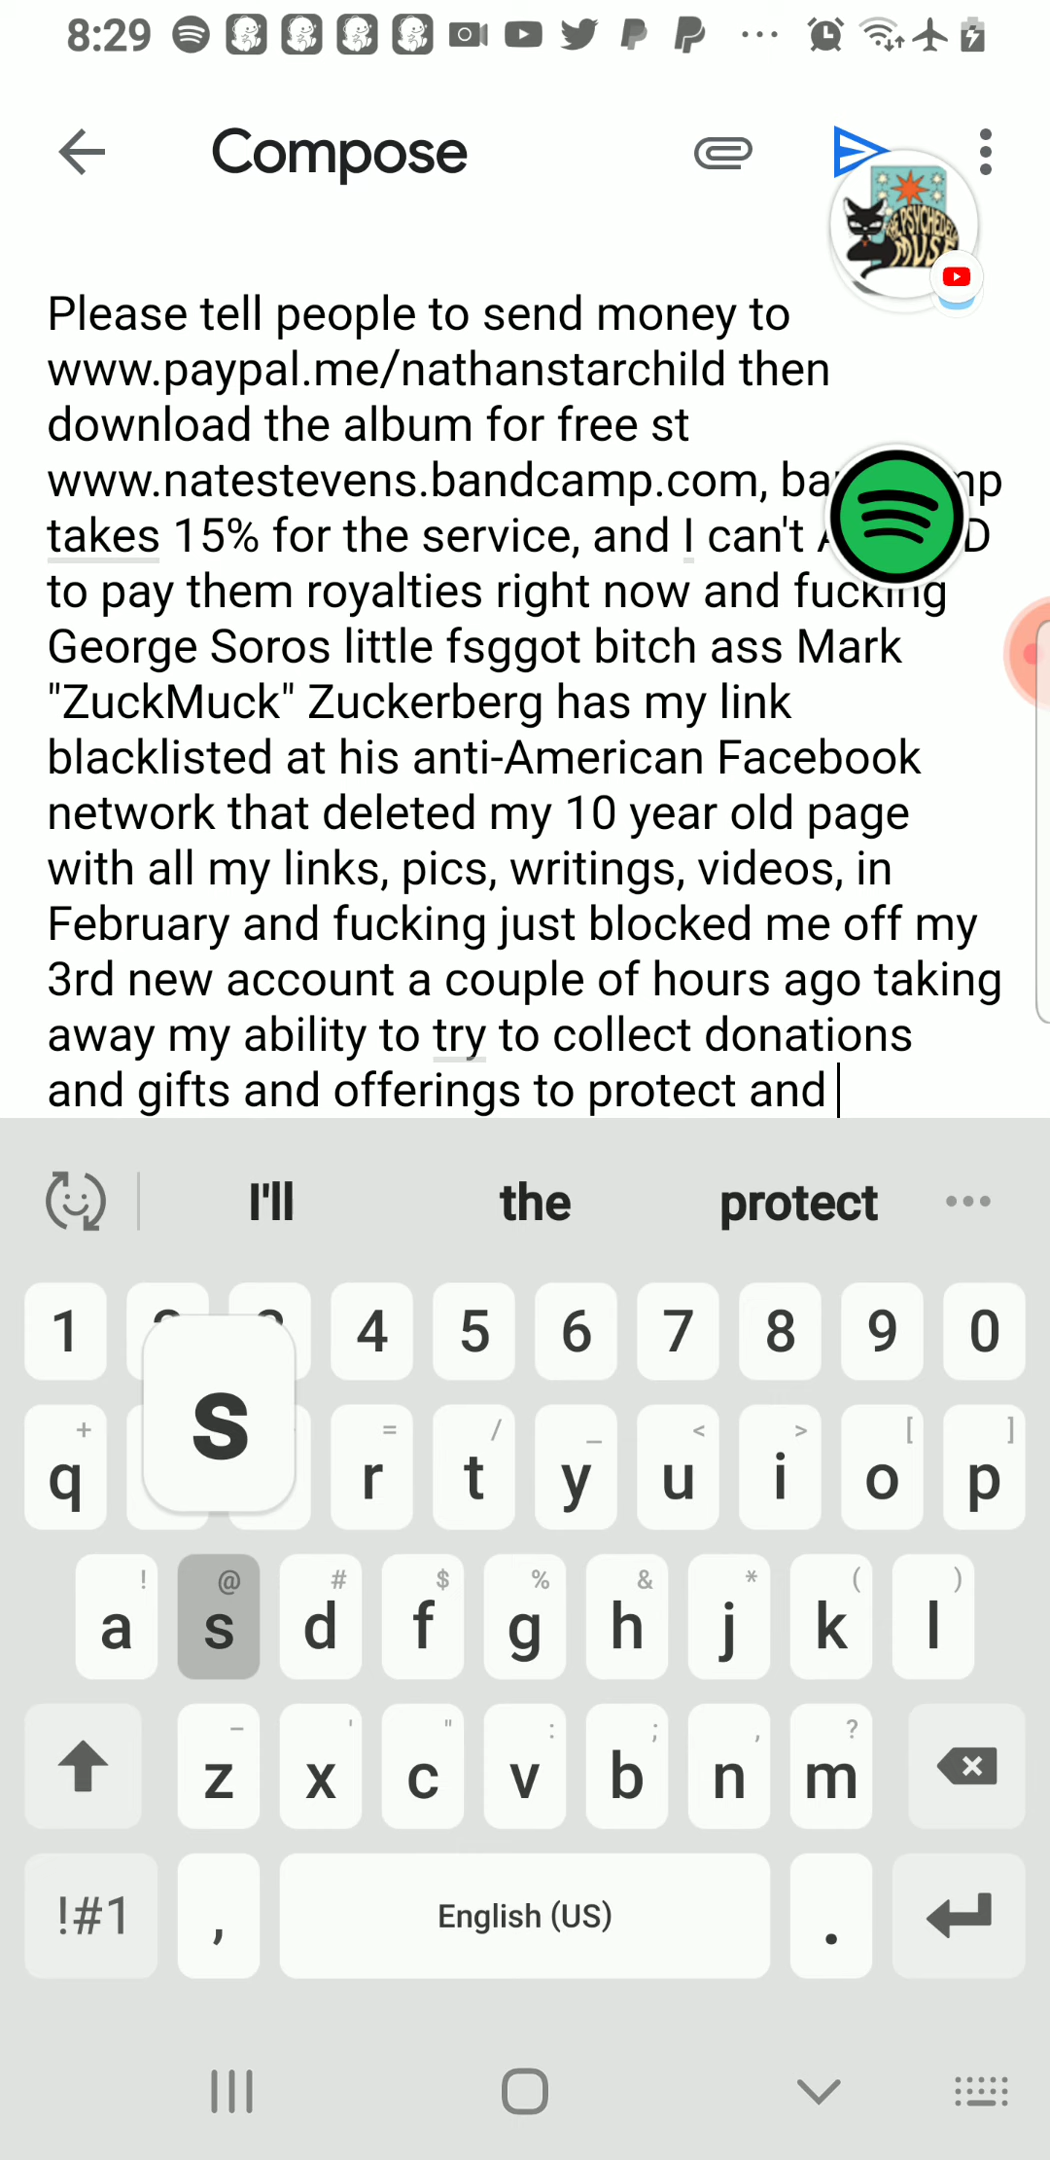 8:29
Compose
THE PSYCHEDELIC MUSE
Please tell people to send money to
www.paypal.me/nathanstarchild then
download the album for free st
www.natestevens.bandcamp.com,
takes 15% for the service, and I can't
to pay them royalties right now and fucking
George Soros little fsggot bitch ass Mark
"ZuckMuck" Zuckerberg has my link
blacklisted at his anti-American Facebook
network that deleted my 10 year old page
with all my links, pics, writings, videos, in
February and fucking just blocked me off my
3rd new account a couple of hours ago taking
away my ability to try to collect donations
and gifts and offerings to protect and
I'll the protect
1 4 5 6 7 8 9 0
s
+ = / _ < > [ ]
q r t y u i o p
! @ # $ % & * ( )
a s d f g h j k l
- ' " : ; , ?
z x c v b n m
!#1 , English (US) .